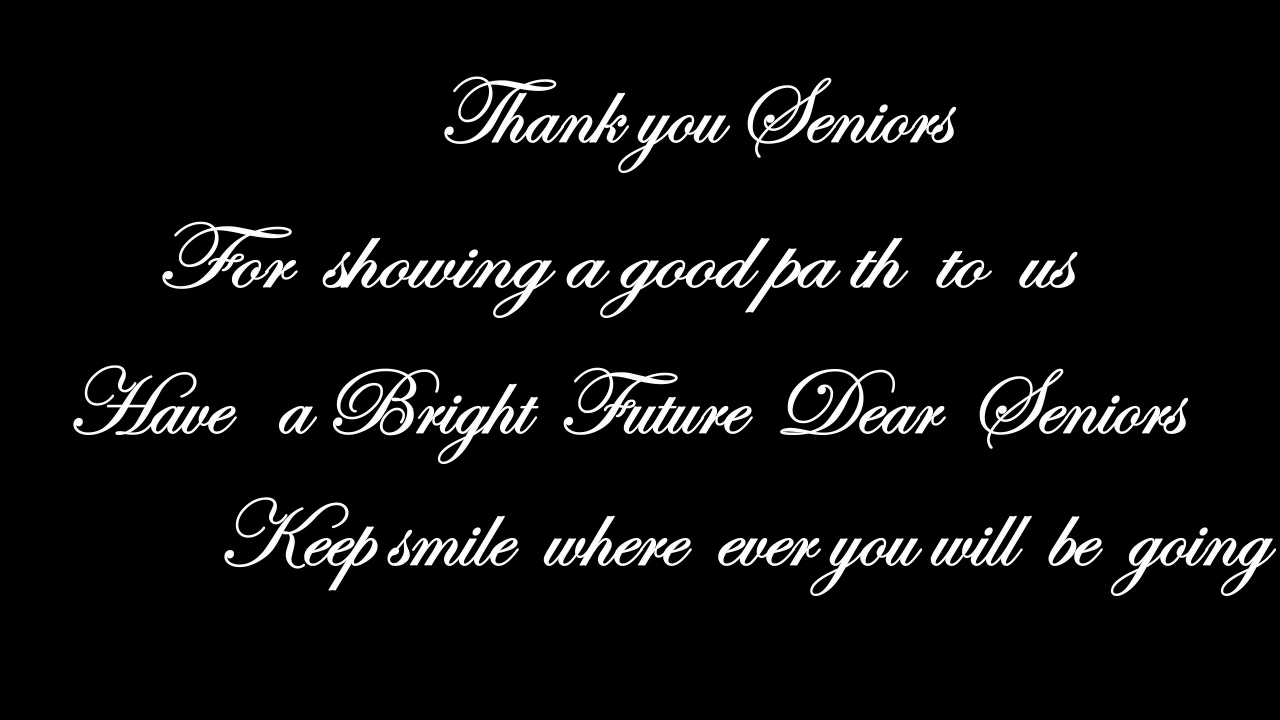 Thank you Seniors
For showing a good pa th to us
Have a Bright Future Dear Seniors
Keep smile where ever you will be going